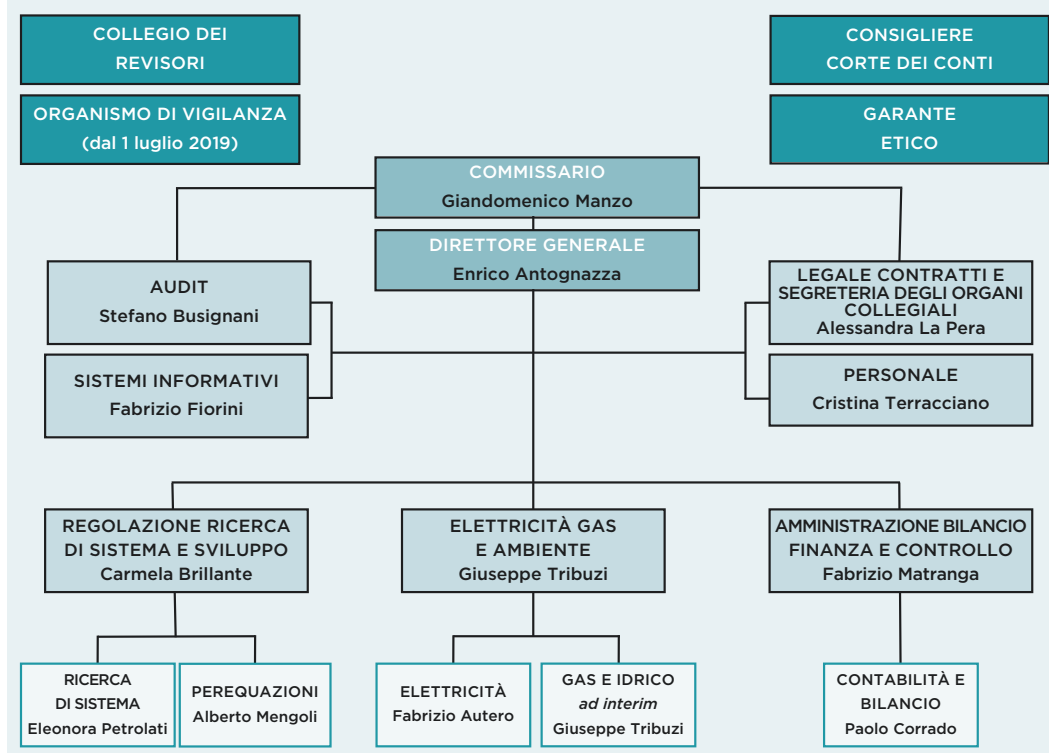 COLLEGIO DEI
REVISORI
CONSIGLIERE
CORTE DEI CONTI
ORGANISMO DI VIGILANZA
(dal 1 luglio 2019)
GARANTE
ETICO
COMMISSARIO
Giandomenico Manzo
DIRETTORE GENERALE
Enrico Antognazza
AUDIT
Stefano Busignani
LEGALE CONTRATTI E
SEGRETERIA DEGLI ORGANI
COLLEGIALI
Alessandra La Pera
SISTEMI INFORMATIVI
Fabrizio Fiorini
PERSONALE
Cristina Terracciano
REGOLAZIONE RICERCA
DI SISTEMA E SVILUPPO
Carmela Brillante
ELETTRICITÀ GAS
E AMBIENTE
Giuseppe Tribuzi
AMMINISTRAZIONE BILANCIO
FINANZA E CONTROLLO
Fabrizio Matranga
RICERCA
DI SISTEMA
Eleonora Petrolati
PEREQUAZIONI
Alberto Mengoli
ELETTRICITÀ
Fabrizio Autero
GAS E IDRICO
ad interim
Giuseppe Tribuzi
CONTABILITÀ E
BILANCIO
Paolo Corrado